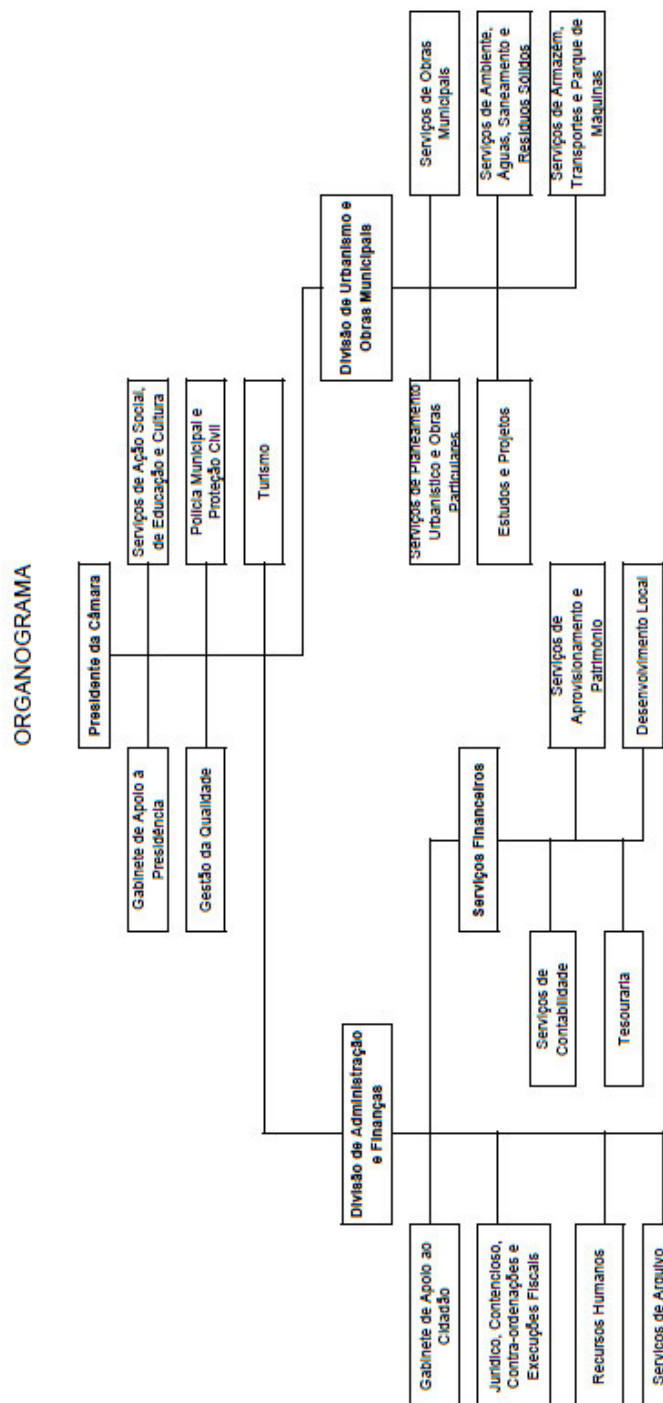 ORGANOGRAMA
Presidente da Câmara
Gabinete de Apoio à
Presidência
Serviços de Ação Social,
de Educação e Cultura
Gestão da Qualidade
Polícia Municipal e
Proteção Civil
Turismo
Divisão de Administração
e Finanças
Divisão de Urbanismo e
Obras Municipais
Gabinete de Apoio ao
Cidadão
Jurídico, Contencioso,
Contra-ordenações e
Execuções Fiscais
Recursos Humanos
Serviços de Arquivo
Serviços Financeiros
Serviços de
Contabilidade
Tesouraria
Serviços de
Aprovisionamento e
Património
Desenvolvimento Local
Serviços de Planeamento
Urbanístico e Obras
Particulares
Estudos e Projetos
Serviços de Obras
Municipais
Serviços de Ambiente,
Águas, Saneamento e
Resíduos Sólidos
Serviços de Armazém,
Transportes e Parque de
Máquinas